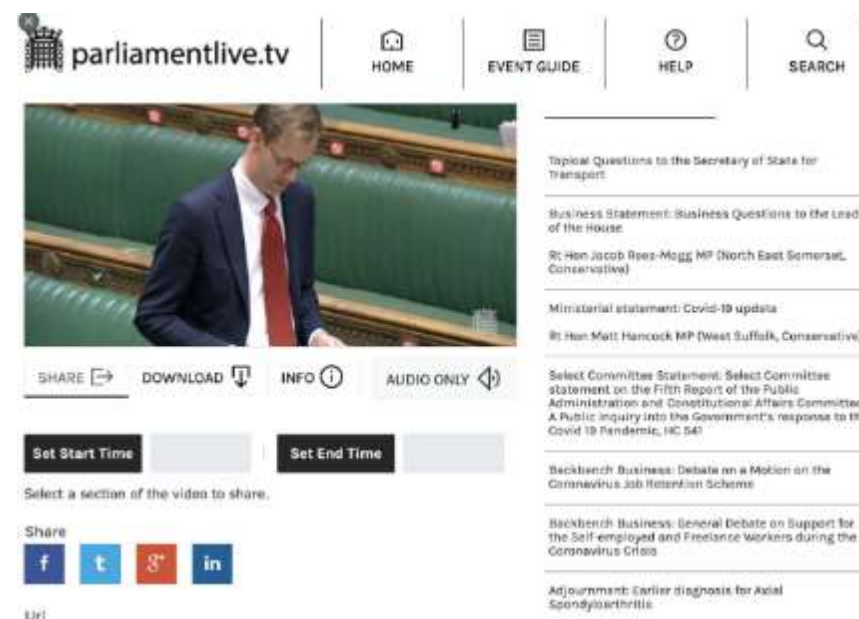 parliamentlive.tv
HOME
EVENT GUIDE
HELP
SEARCH
Topical Questions to the Secretary of State for
Transport
Business Statement: Business Questions to the Lead
of the House
Rt Hon Jacob Rees-Mogg MP (North East Somerset,
Conservative)
Ministerial statement: Covid-19 update
Rt Hon Matt Hancock MP (West Suffolk, Conservative)
Select Committee Statement: Select Committee
statement on the Fifth Report of the Public
Administration and Constitutional Affairs Committee
A Public inquiry into the Government's response to th
Covid 19 Pandemic, HC 541
Backbench Business: Debate on a Motion on the
Coronavirus Job Retention Scheme
Backbench Business: General Debate on Support for
the Self-employed and Freelance Workers during the
Coronavirus Crisis
Adjournment: Earlier diagnosis for Axial
Spondyloarthritis
SHARE
DOWNLOAD
INFO
AUDIO ONLY
Set Start Time
Set End Time
Select a section of the video to share.
Share
f
t
g+
in
Url